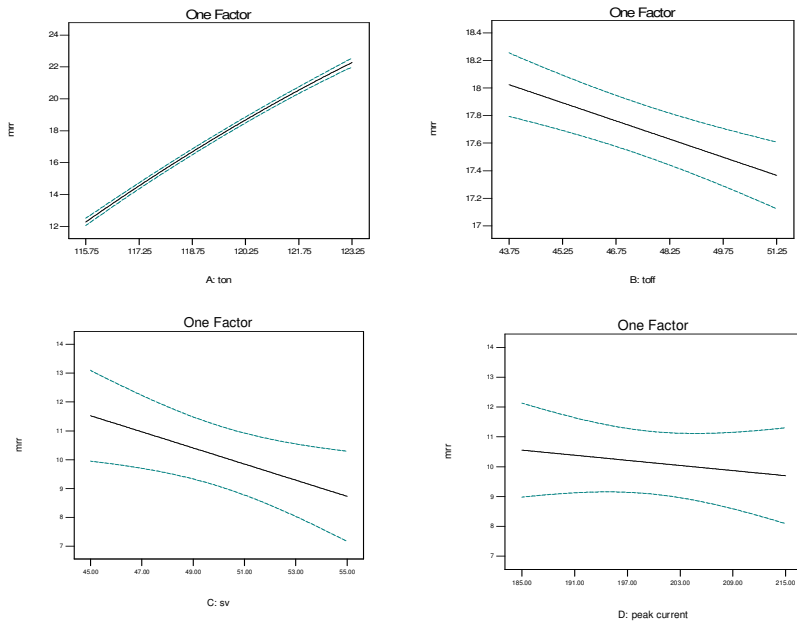 One Factor
24
22
20
18
16
14
12
mrr
115.75 117.25 118.75 120.25 121.75 123.25
A: ton
One Factor
18.4
18.2
18
17.8
17.6
17.4
17.2
17
mrr
43.75 45.25 46.75 48.25 49.75 51.25
B: toff
One Factor
14
13
12
11
10
9
8
7
mrr
45.00 47.00 49.00 51.00 53.00 55.00
C: sv
One Factor
14
13
12
11
10
9
8
7
mrr
185.00 191.00 197.00 203.00 209.00 215.00
D: peak current